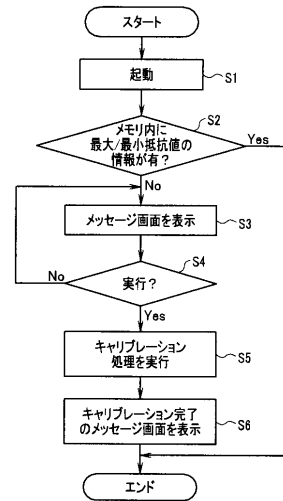 スタート
起動
S1
メモリ内に
最大/最小抵抗値の
情報が有?
S2
Yes
No
メッセージ画面を表示
S3
実行?
S4
No
Yes
キャリブレーション
処理を実行
S5
キャリブレーション完了
のメッセージ画面を表示
S6
エンド